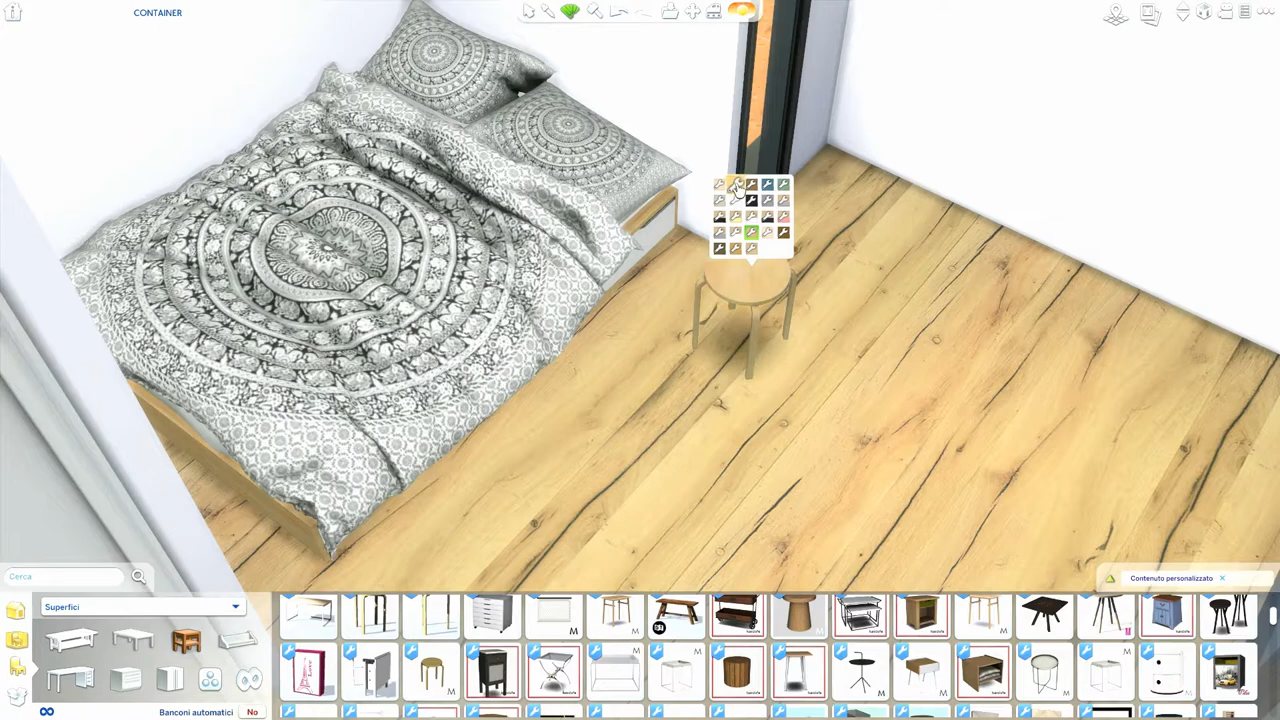 CONTAINER
Cerca
Contenuto personalizzato
Superfici
Banconi automatici No